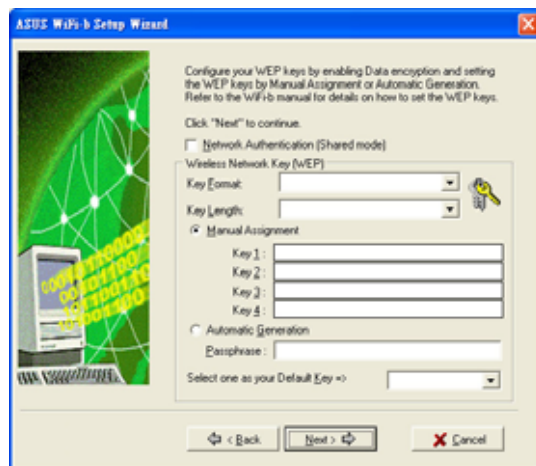 ASUS WiFi-b Setup Wizard
Configure your WEP keys by enabling Data encryption and setting
the WEP keys by Manual Assignment or Automatic Generation.
Refer to the WiFi-b manual for details on how to set the WEP keys.
Click "Next" to continue.
Network Authentication (Shared mode)
Wireless Network Key (WEP)
Key Format:
Key Length:
Manual Assignment
Key 1 :
Key 2 :
Key 3 :
Key 4 :
Automatic Generation
Passphrase :
Select one as your Default Key =>
< Back
Next >
Cancel